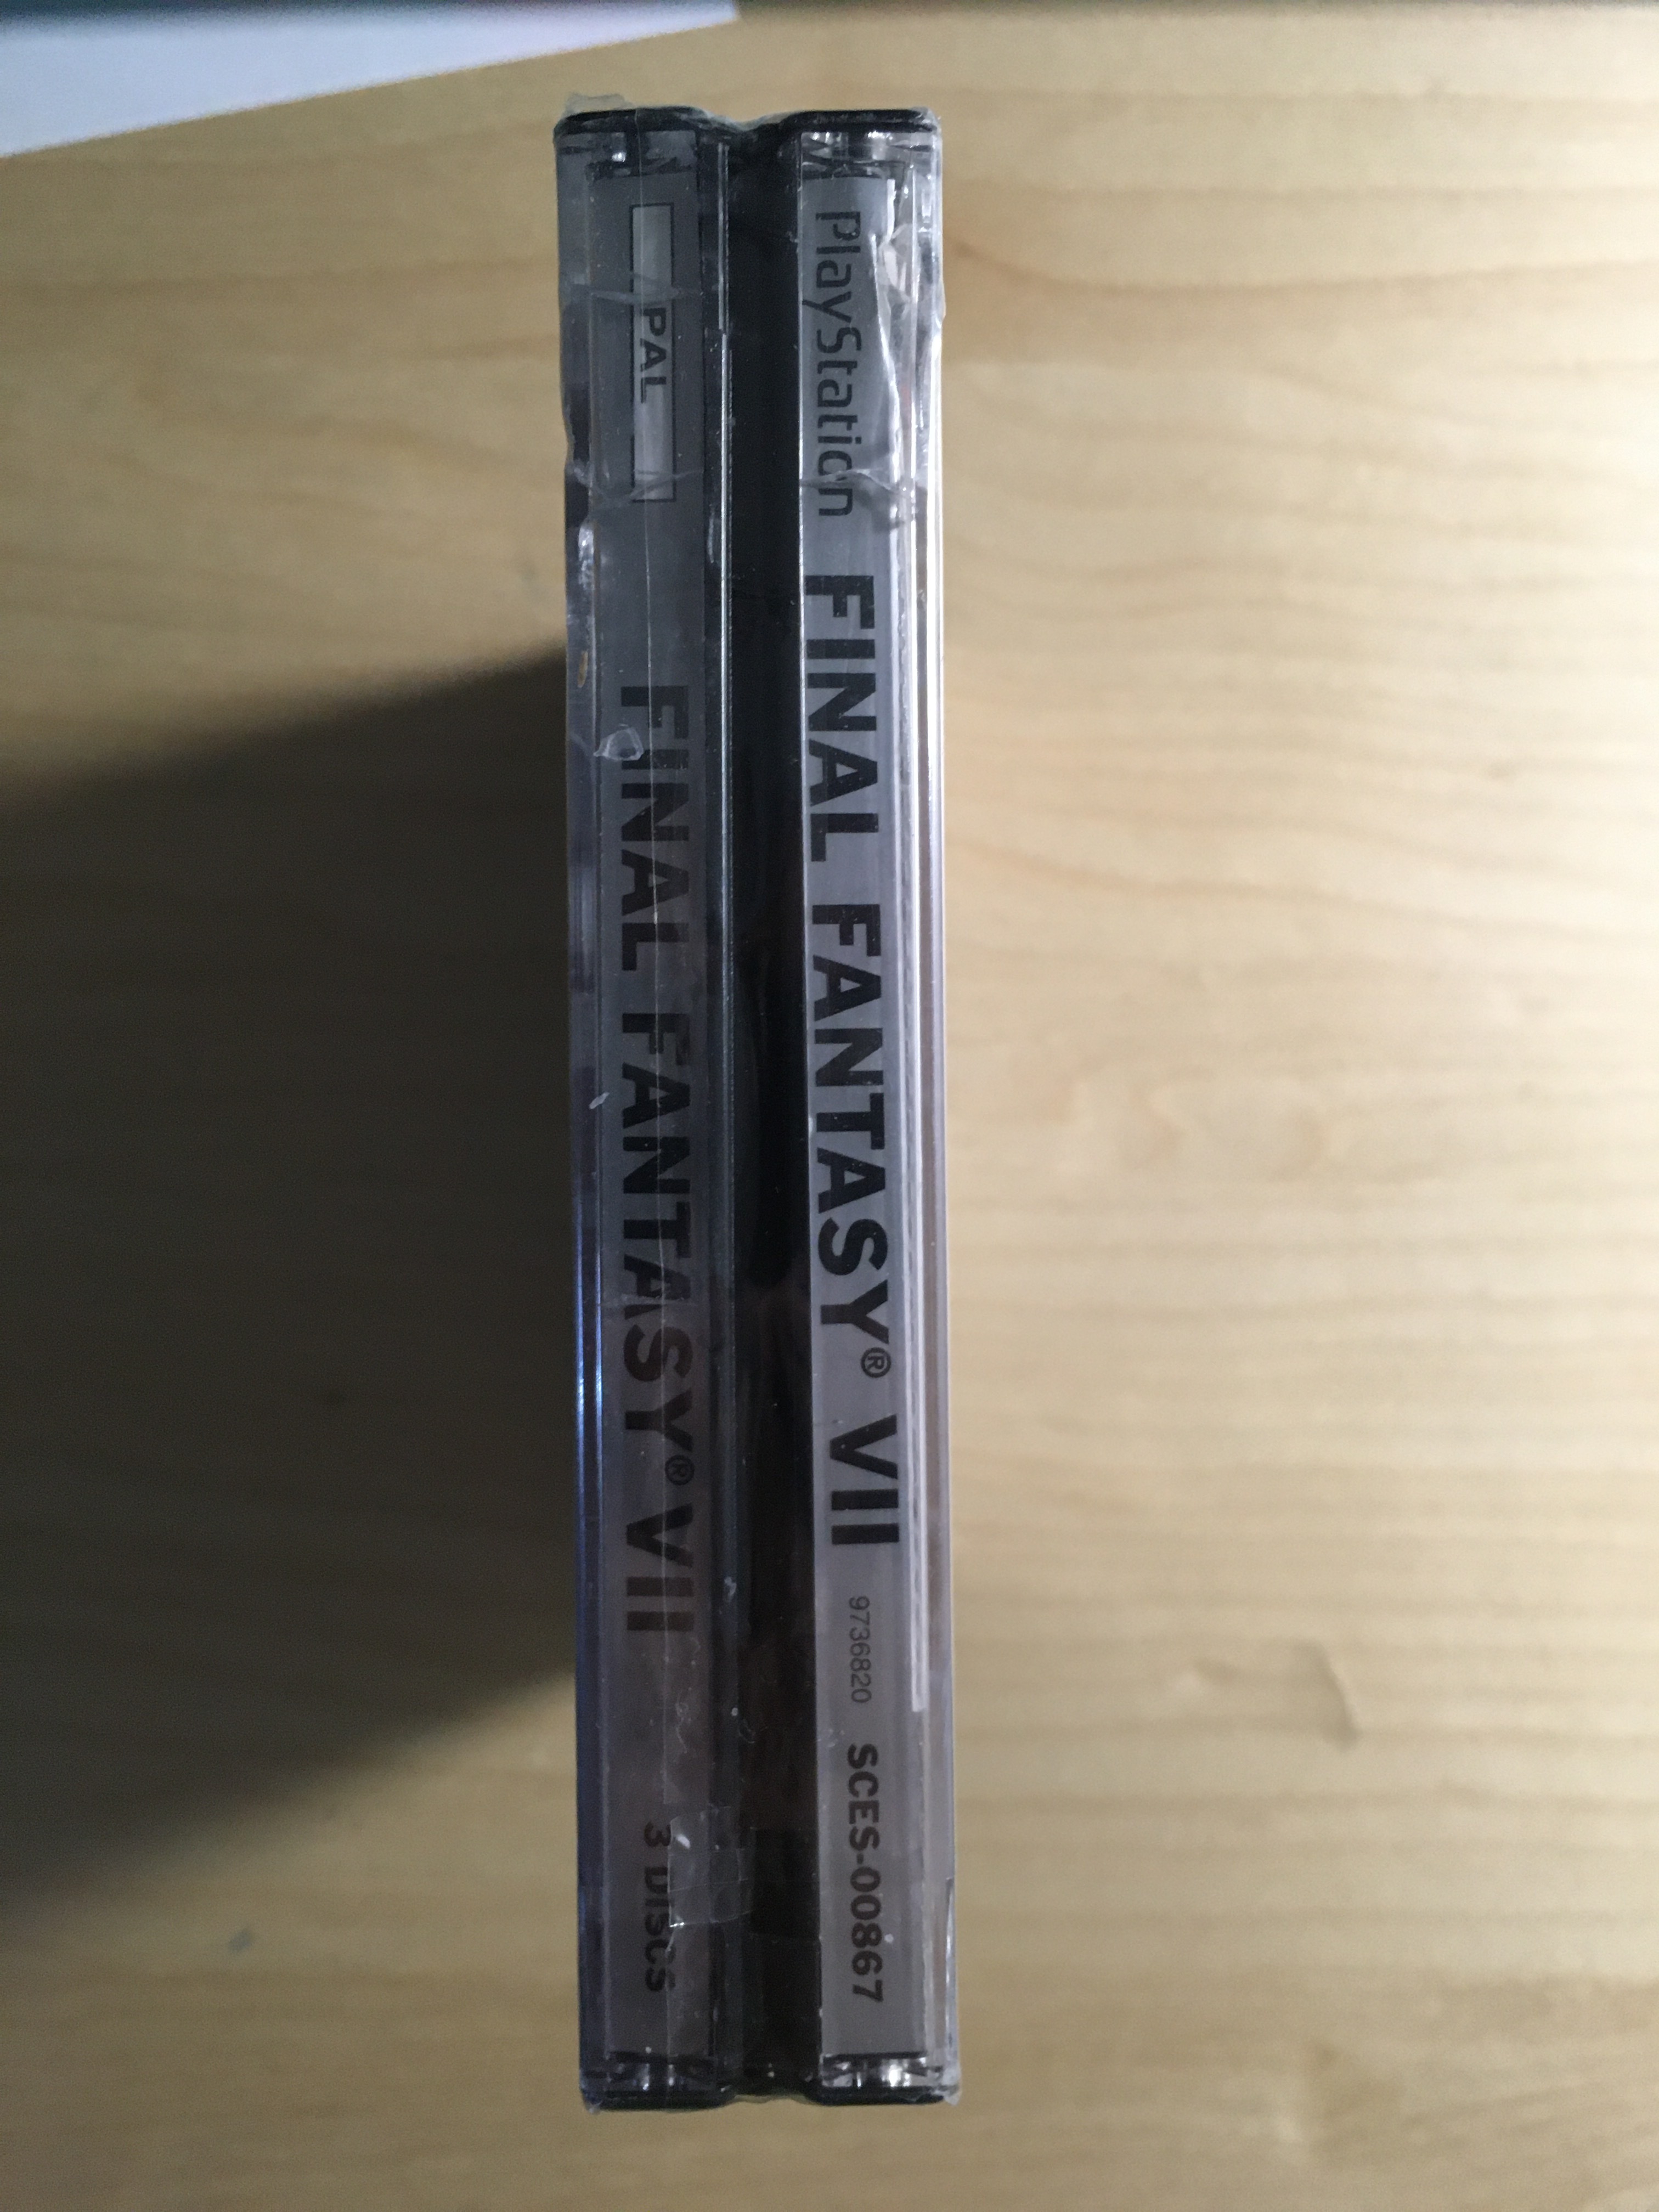 PlayStation FINAL FANTASY® VII 9736820 SCES-00867
PAL FINAL FANTASY® VII 3 DISCS